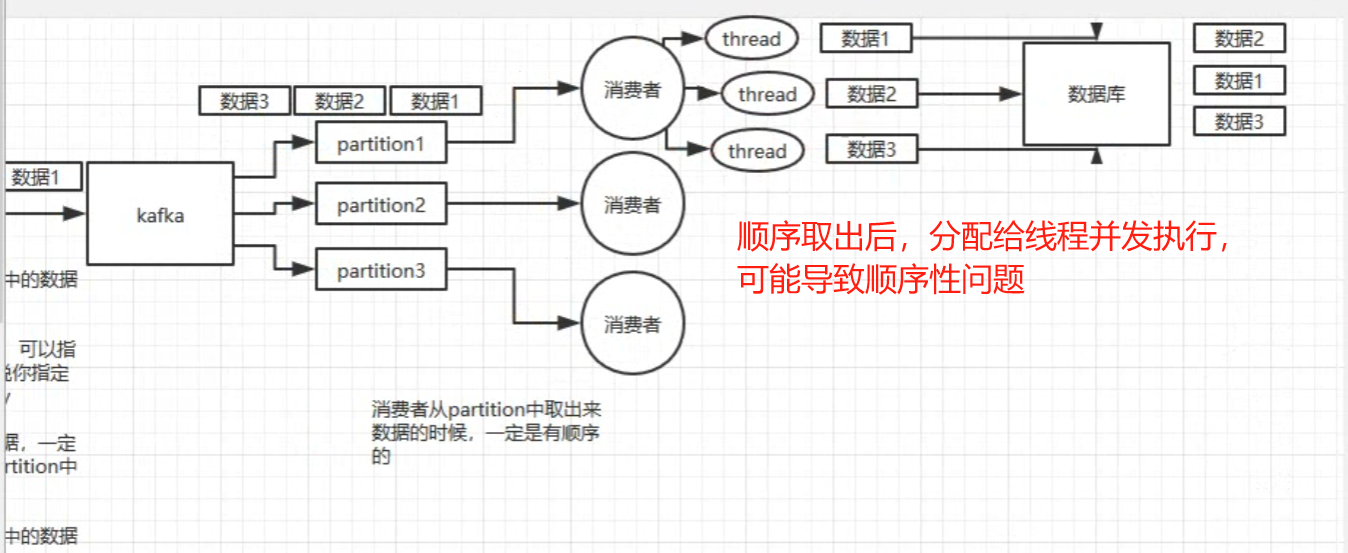 thread
数据1
数据2
thread
数据2
数据库
数据1
thread
数据3
数据3
消费者
数据3
数据2
数据1
partition1
数据1
kafka
partition2
消费者
partition3
消费者
顺序取出后，分配给线程并发执行，
可能导致顺序性问题
中的数据
可以指
你指定
消费者从partition中取出来
数据的时候，一定是有顺序
的
据，一定
rtition中
中的数据